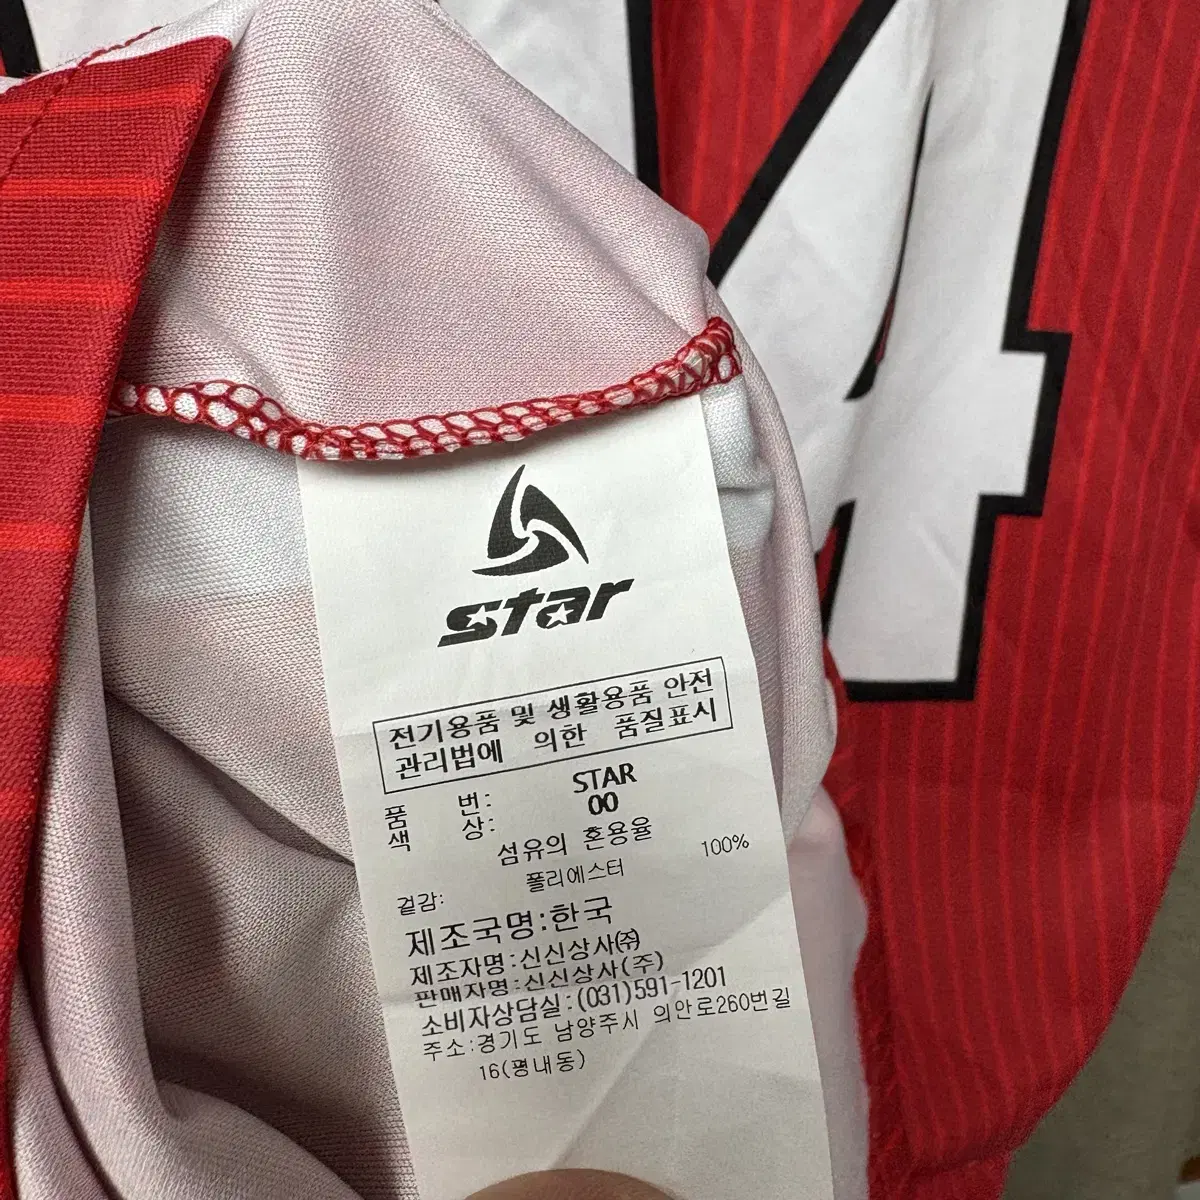 4
star
전기용품 및 생활용품 안전
관리법에 의한 품질표시
품 번: STAR
색 상: 00
섬유의 혼용율
겉감: 폴리에스터 100%
제조국명:한국
제조자명:신신상사㈜
판매자명:신신상사(주)
소비자상담실:(031)591-1201
주소:경기도 남양주시 의안로260번길
16(평내동)